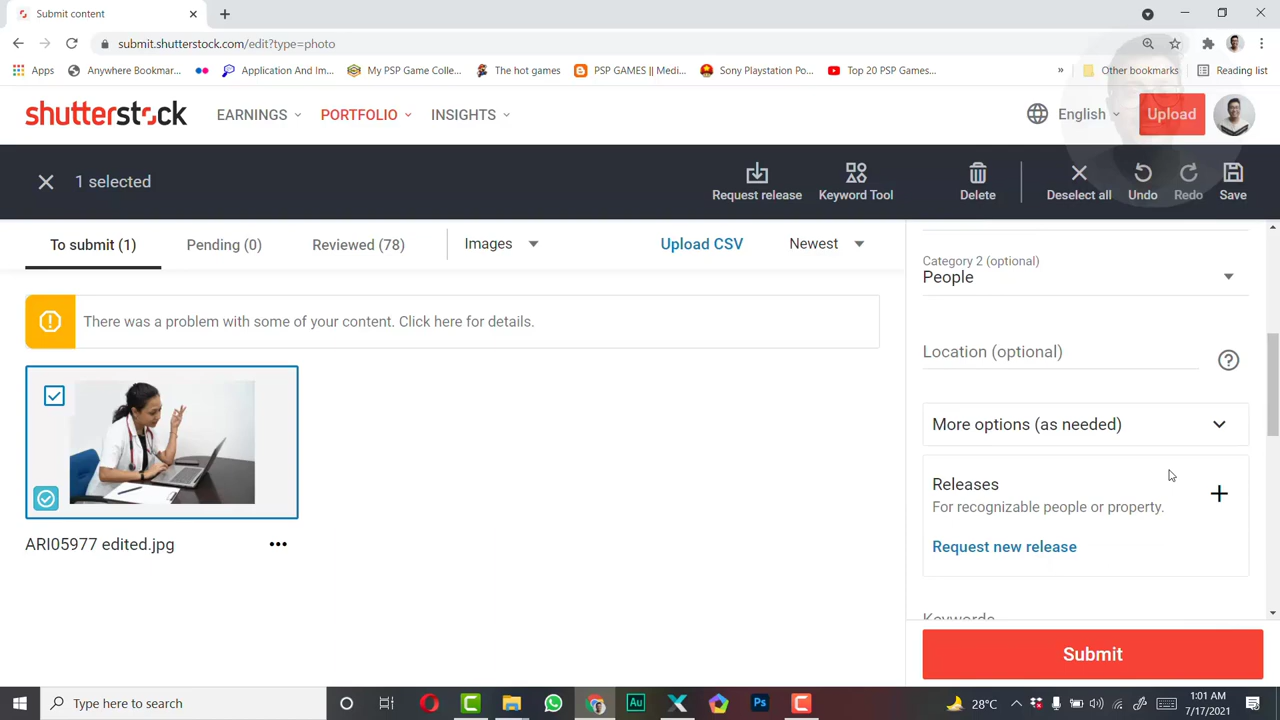 Submit content
submit.shutterstock.com/edit?type=photo
Apps
Anywhere Bookmar...
Application And Im...
My PSP Game Collec...
The hot games
PSP GAMES || Medi...
Sony Playstation Po...
Top 20 PSP Games...
»
Other bookmarks
Reading list
shutterstock
EARNINGS
PORTFOLIO
INSIGHTS
English
Upload
1 selected
Request release
Keyword Tool
Delete
Deselect all
Undo
Redo
Save
To submit (1)
Pending (0)
Reviewed (78)
Images
Upload CSV
Newest
There was a problem with some of your content. Click here for details.
ARI05977 edited.jpg
Category 2 (optional)
People
Location (optional)
More options (as needed)
Releases
For recognizable people or property.
Request new release
Keywords
Submit
Type here to search
Au
Ps
28°C
1:01 AM
7/17/2021